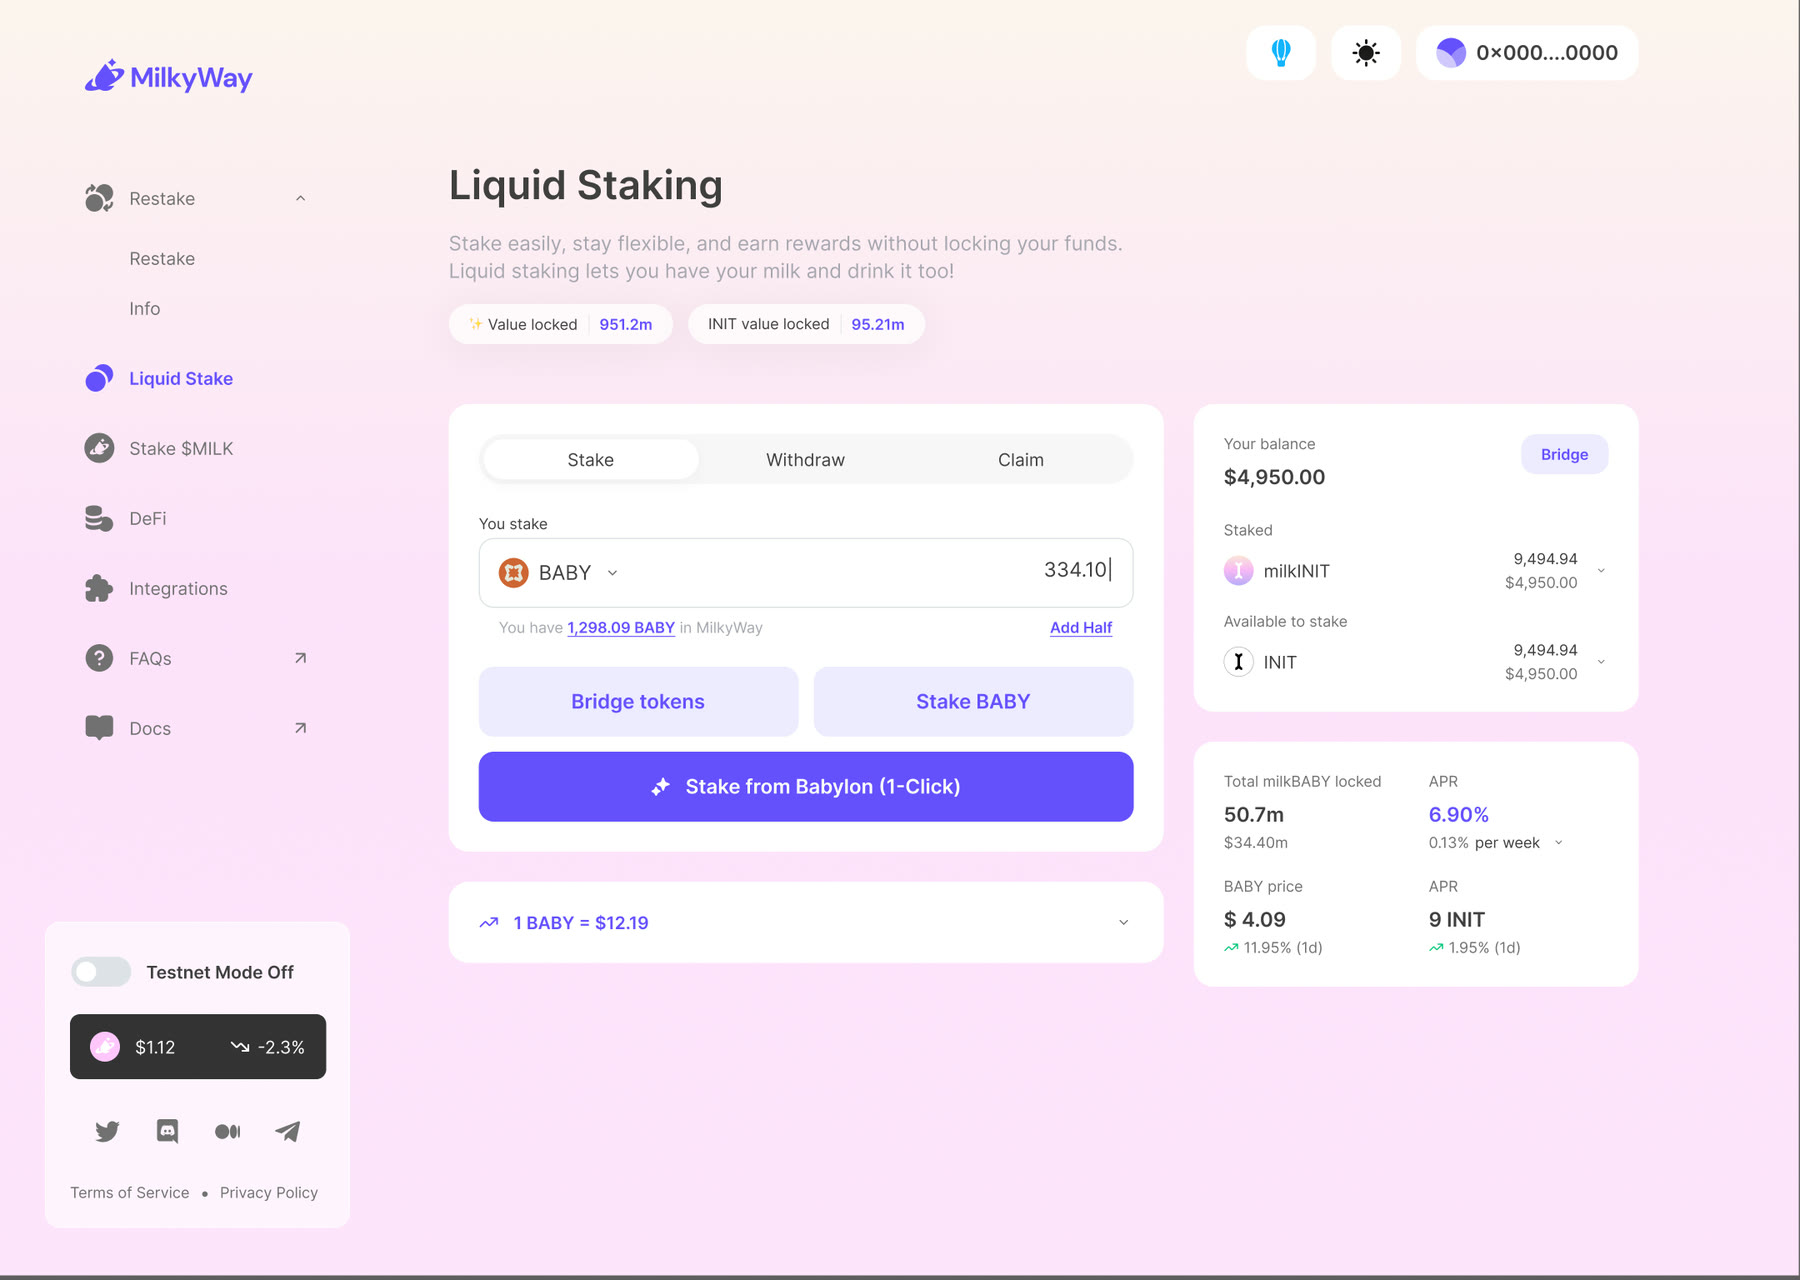 MilkyWay
0×000....0000
Restake
Restake
Info
Liquid Stake
Stake $MILK
DeFi
Integrations
FAQs
Docs
Testnet Mode Off
$1.12 -2.3%
Terms of Service • Privacy Policy
Liquid Staking
Stake easily, stay flexible, and earn rewards without locking your funds.
Liquid staking lets you have your milk and drink it too!
Value locked 951.2m
INIT value locked 95.21m
Stake Withdraw Claim
You stake
BABY 334.10
You have 1,298.09 BABY in MilkyWay Add Half
Bridge tokens Stake BABY
Stake from Babylon (1-Click)
1 BABY = $12.19
Your balance
$4,950.00
Bridge
Staked
milkINIT 9,494.94
$4,950.00
Available to stake
INIT 9,494.94
$4,950.00
Total milkBABY locked APR
50.7m 6.90%
$34.40m 0.13% per week
BABY price APR
$ 4.09 9 INIT
11.95% (1d) 1.95% (1d)